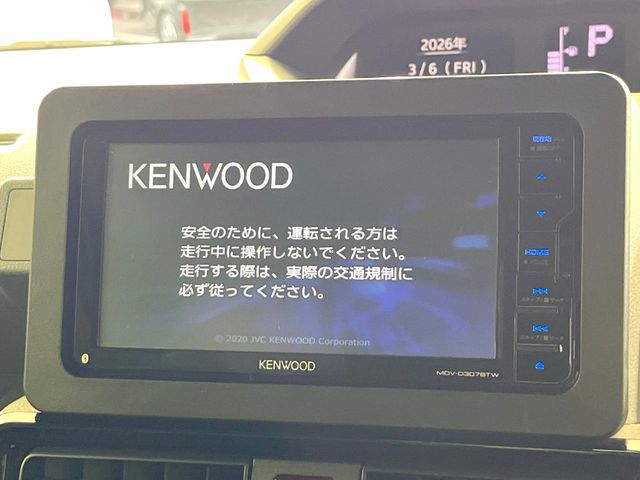 2026年
3/6 (FRI)
P
KENWOOD
安全のために、運転される方は
走行中に操作しないでください。
走行する際は、実際の交通規制に
必ず従ってください。
© 2020 JVC KENWOOD Corporation
KENWOOD
MDV-D307BTW
現在地
HOME